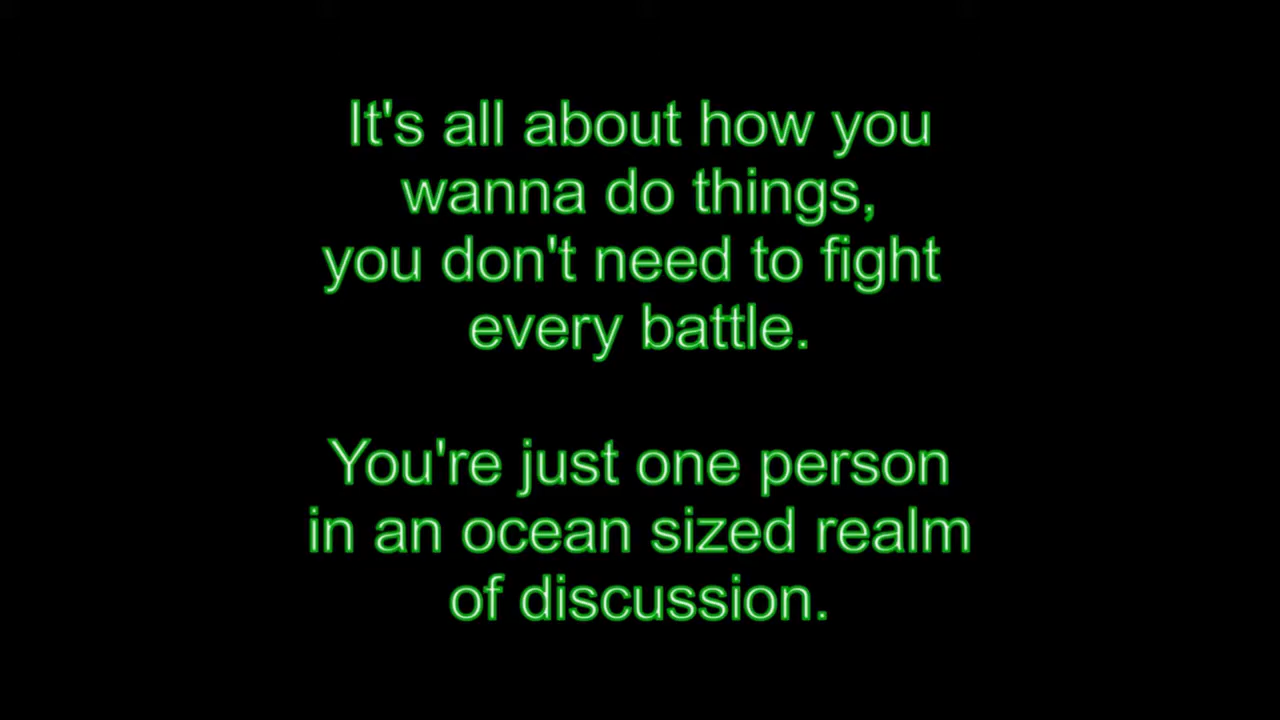 It's all about how you
wanna do things,
you don't need to fight
every battle.
You're just one person
in an ocean sized realm
of discussion.